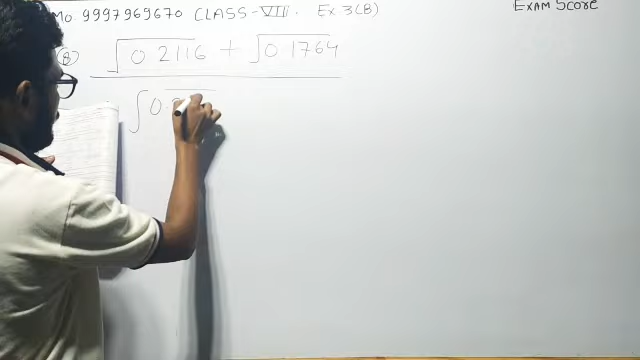 Mo 9997969670 CLASS-VIII. Ex 3(B)
EXAM SCORE
8) √0.2116 + √0.1764
√0.